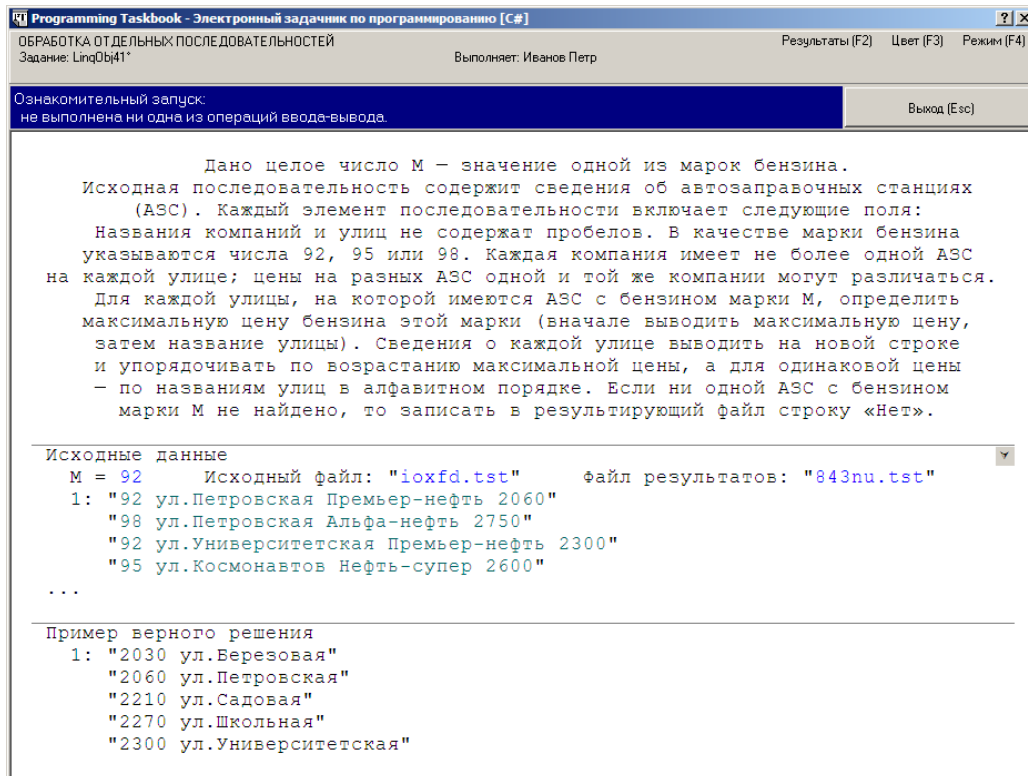 Programming Taskbook - Электронный задачник по программированию [C#]
ОБРАБОТКА ОТДЕЛЬНЫХ ПОСЛЕДОВАТЕЛЬНОСТЕЙ
Результаты (F2) Цвет (F3) Режим (F4)
Задание: LinqObj41* Выполняет: Иванов Петр
Ознакомительный запуск:
не выполнена ни одна из операций ввода-вывода.
Выход (Esc)
Дано целое число M — значение одной из марок бензина.
Исходная последовательность содержит сведения об автозаправочных станциях
(АЗС). Каждый элемент последовательности включает следующие поля:
Названия компаний и улиц не содержат пробелов. В качестве марки бензина
указываются числа 92, 95 или 98. Каждая компания имеет не более одной АЗС
на каждой улице; цены на разных АЗС одной и той же компании могут различаться.
Для каждой улицы, на которой имеются АЗС с бензином марки M, определить
максимальную цену бензина этой марки (вначале выводить максимальную цену,
затем название улицы). Сведения о каждой улице выводить на новой строке
и упорядочивать по возрастанию максимальной цены, а для одинаковой цены
— по названиям улиц в алфавитном порядке. Если ни одной АЗС с бензином
марки M не найдено, то записать в результирующий файл строку «Нет».
Исходные данные
M = 92 Исходный файл: "ioxfd.tst" Файл результатов: "843nu.tst"
1: "92 ул.Петровская Премьер-нефть 2060"
"98 ул.Петровская Альфа-нефть 2750"
"92 ул.Университетская Премьер-нефть 2300"
"95 ул.Космонавтов Нефть-супер 2600"
...
Пример верного решения
1: "2030 ул.Березовая"
"2060 ул.Петровская"
"2210 ул.Садовая"
"2270 ул.Школьная"
"2300 ул.Университетская"